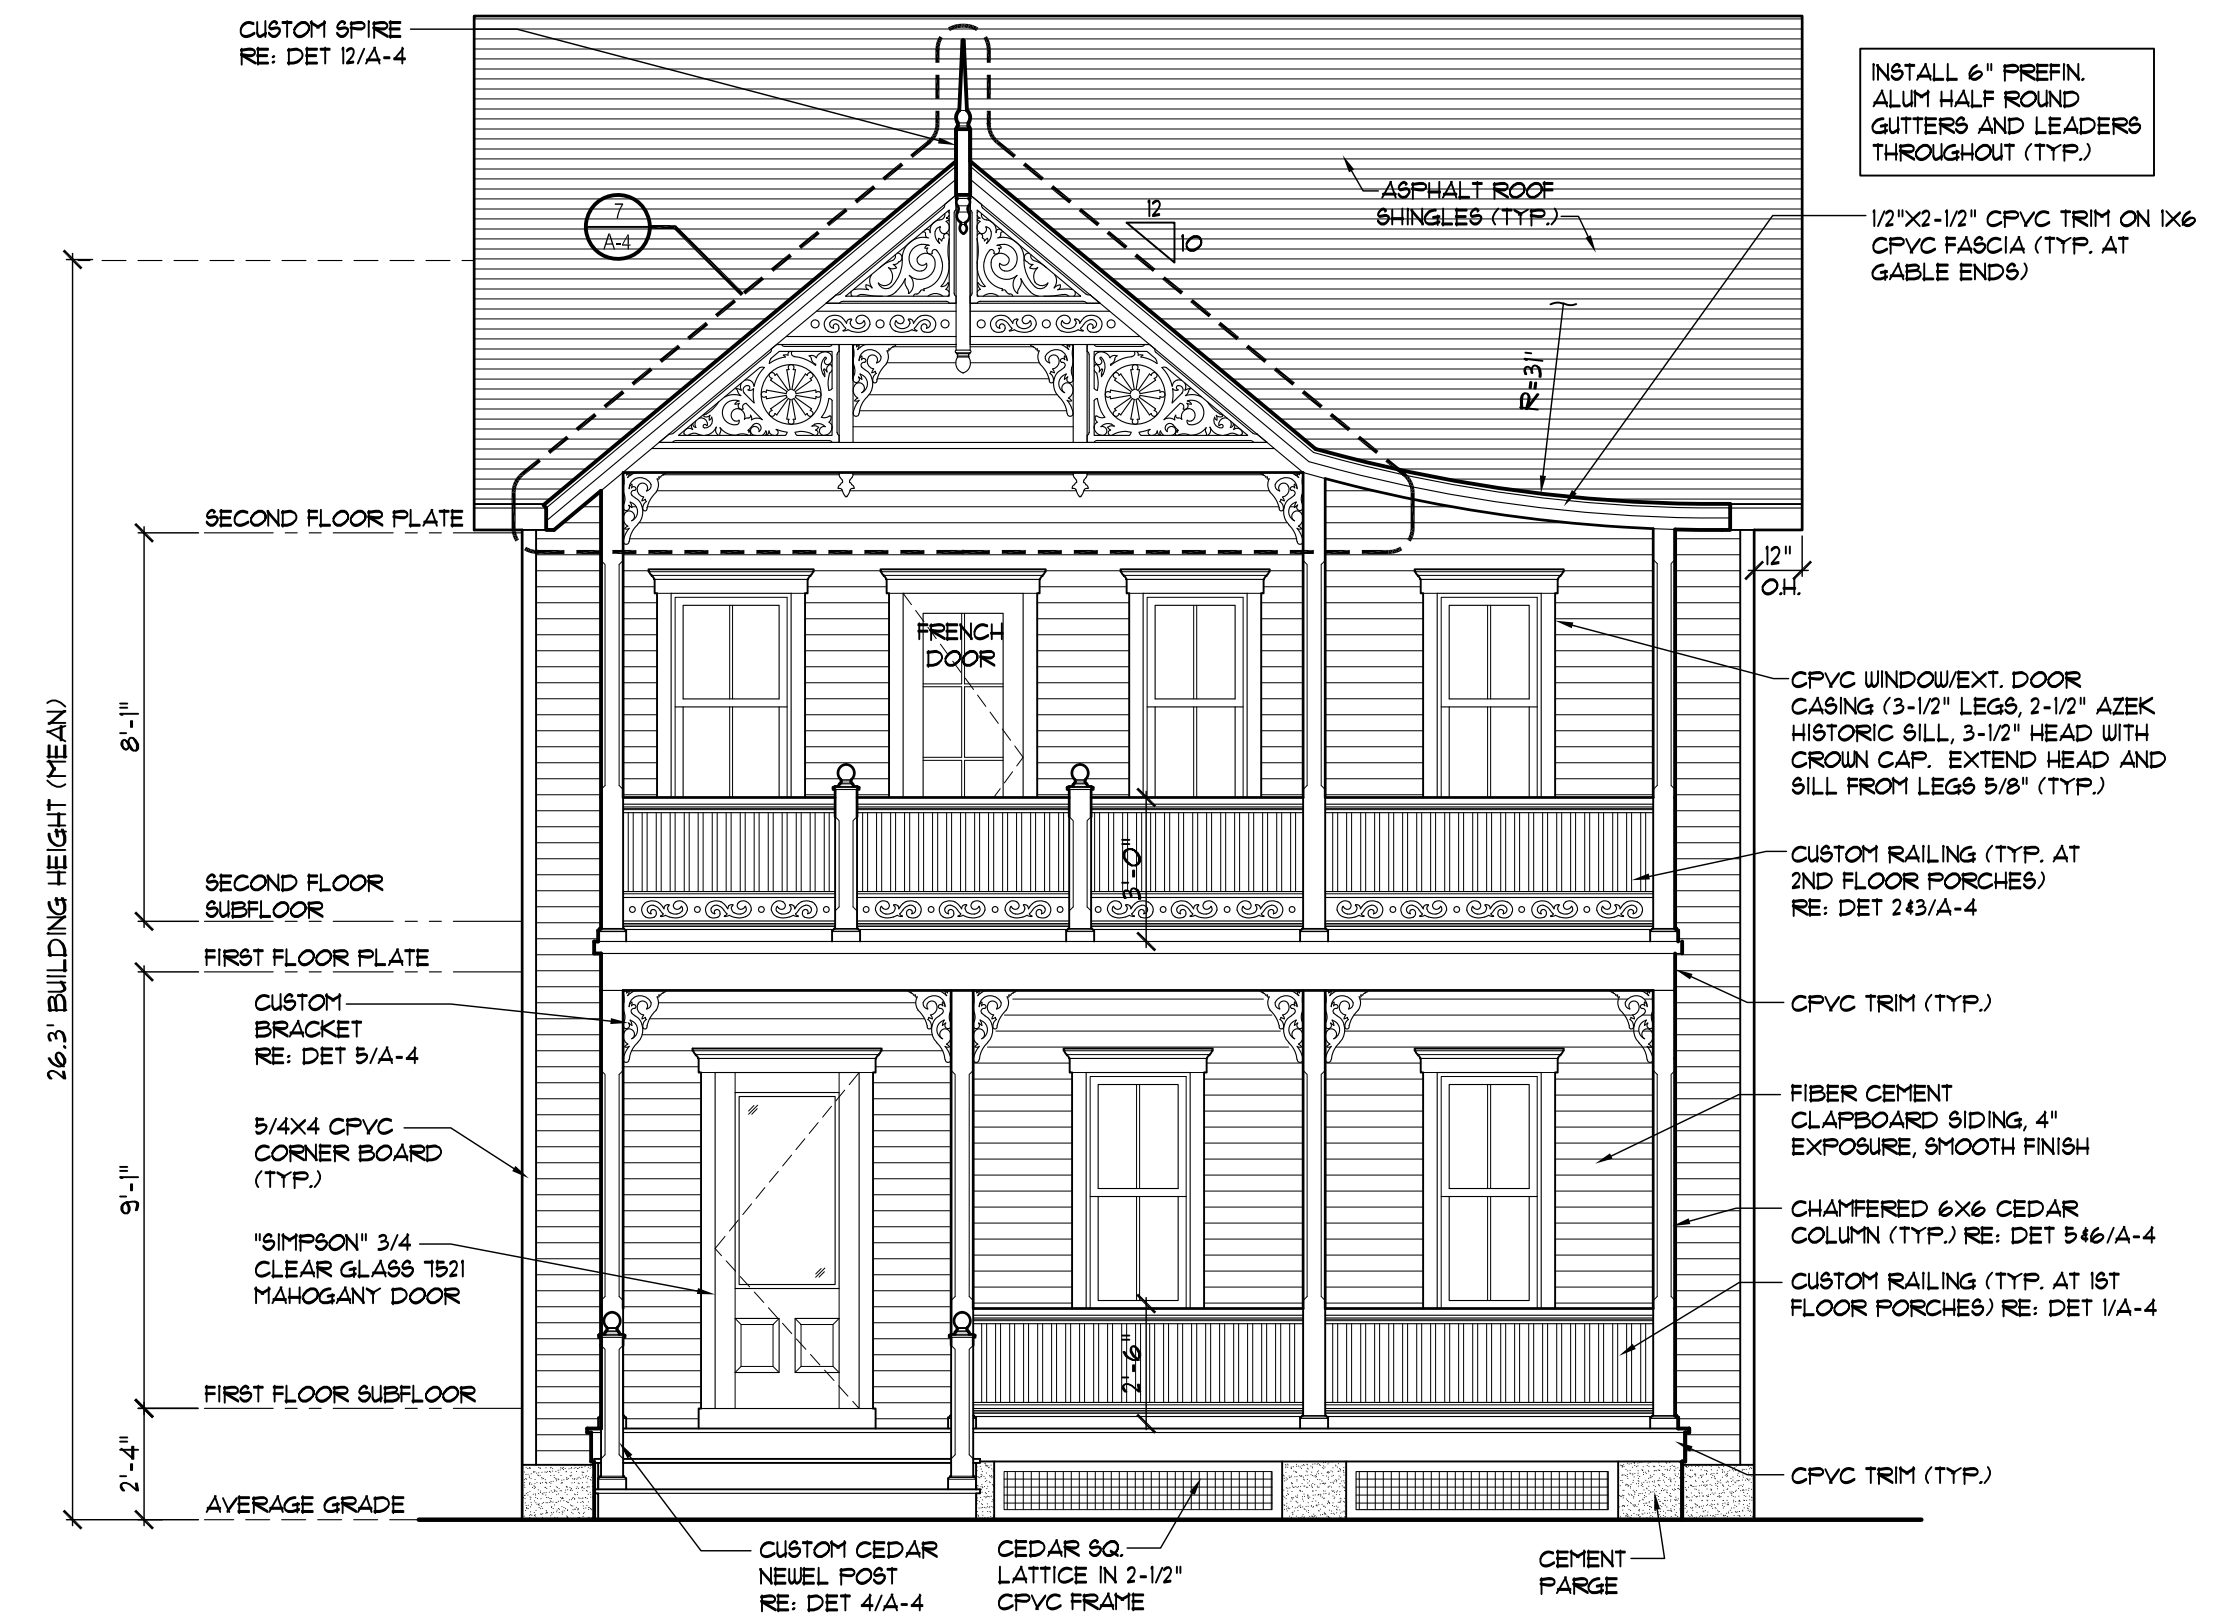 CUSTOM SPIRE
RE: DET 12/A-4
INSTALL 6" PREFIN.
ALUM HALF ROUND
GUTTERS AND LEADERS
THROUGHOUT (TYP.)
7
A-4
12
10
ASPHALT ROOF
SHINGLES (TYP.)
1/2"X2-1/2" CPVC TRIM ON 1X6
CPVC FASCIA (TYP. AT
GABLE ENDS)
R=31'
SECOND FLOOR PLATE
12"
O.H.
FRENCH
DOOR
CPVC WINDOW/EXT. DOOR
CASING (3-1/2" LEGS, 2-1/2" AZEK
HISTORIC SILL, 3-1/2" HEAD WITH
CROWN CAP. EXTEND HEAD AND
SILL FROM LEGS 5/8" (TYP.)
26.3' BUILDING HEIGHT (MEAN)
8'-1"
3'-0"
CUSTOM RAILING (TYP. AT
2ND FLOOR PORCHES)
RE: DET 2&3/A-4
SECOND FLOOR
SUBFLOOR
FIRST FLOOR PLATE
CUSTOM
BRACKET
RE: DET 5/A-4
CPVC TRIM (TYP.)
5/4X4 CPVC
CORNER BOARD
(TYP.)
FIBER CEMENT
CLAPBOARD SIDING, 4"
EXPOSURE, SMOOTH FINISH
9'-1"
CHAMFERED 6X6 CEDAR
COLUMN (TYP.) RE: DET 5&6/A-4
"SIMPSON" 3/4
CLEAR GLASS 7521
MAHOGANY DOOR
CUSTOM RAILING (TYP. AT 1ST
FLOOR PORCHES) RE: DET 1/A-4
2'-6"
FIRST FLOOR SUBFLOOR
2'-4"
CPVC TRIM (TYP.)
AVERAGE GRADE
CUSTOM CEDAR
NEWEL POST
RE: DET 4/A-4
CEDAR SQ.
LATTICE IN 2-1/2"
CPVC FRAME
CEMENT
PARGE